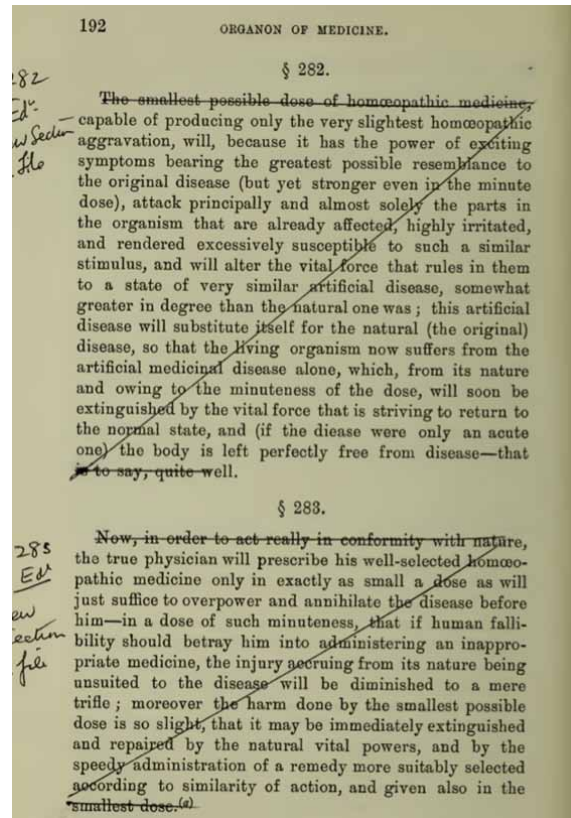 192
ORGANON OF MEDICINE.
§ 282.
282
Edn
The smallest possible dose of homœopathic medicine,
capable of producing only the very slightest homœopathic
Section
aggravation, will, because it has the power of exciting
file
symptoms bearing the greatest possible resemblance to
the original disease (but yet stronger even in the minute
dose), attack principally and almost solely the parts in
the organism that are already affected, highly irritated,
and rendered excessively susceptible to such a similar
stimulus, and will alter the vital force that rules in them
to a state of very similar artificial disease, somewhat
greater in degree than the natural one was; this artificial
disease will substitute itself for the natural (the original)
disease, so that the living organism now suffers from the
artificial medicinal disease alone, which, from its nature
and owing to the minuteness of the dose, will soon be
extinguished by the vital force that is striving to return to
the normal state, and (if the diease were only an acute
one) the body is left perfectly free from disease—that
is to say, quite well.
§ 283.
Now, in order to act really in conformity with nature,
283
the true physician will prescribe his well-selected homœo-
Edn
pathic medicine only in exactly as small a dose as will
just suffice to overpower and annihilate the disease before
him—in a dose of such minuteness, that if human falli-
section
bility should betray him into administering an inappro-
priate medicine, the injury accruing from its nature being
file
unsuited to the disease will be diminished to a mere
trifle; moreover the harm done by the smallest possible
dose is so slight, that it may be immediately extinguished
and repaired by the natural vital powers, and by the
speedy administration of a remedy more suitably selected
according to similarity of action, and given also in the
smallest dose.(a)